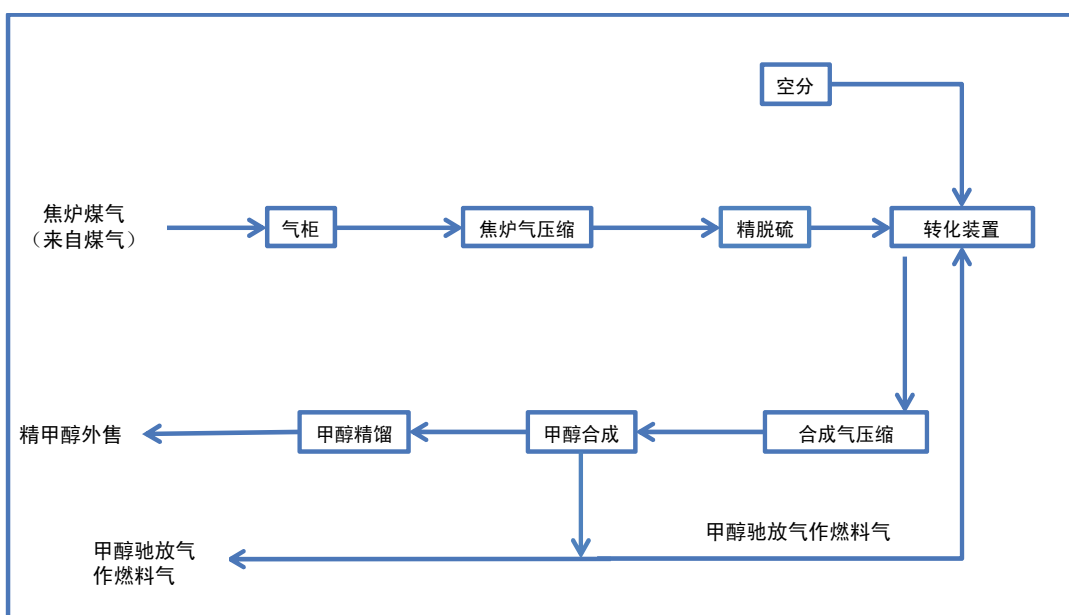 空分
焦炉煤气
（来自煤气）
气柜
焦炉气压缩
精脱硫
转化装置
精甲醇外售
甲醇精馏
甲醇合成
合成气压缩
甲醇驰放气作燃料气
甲醇驰放气
作燃料气